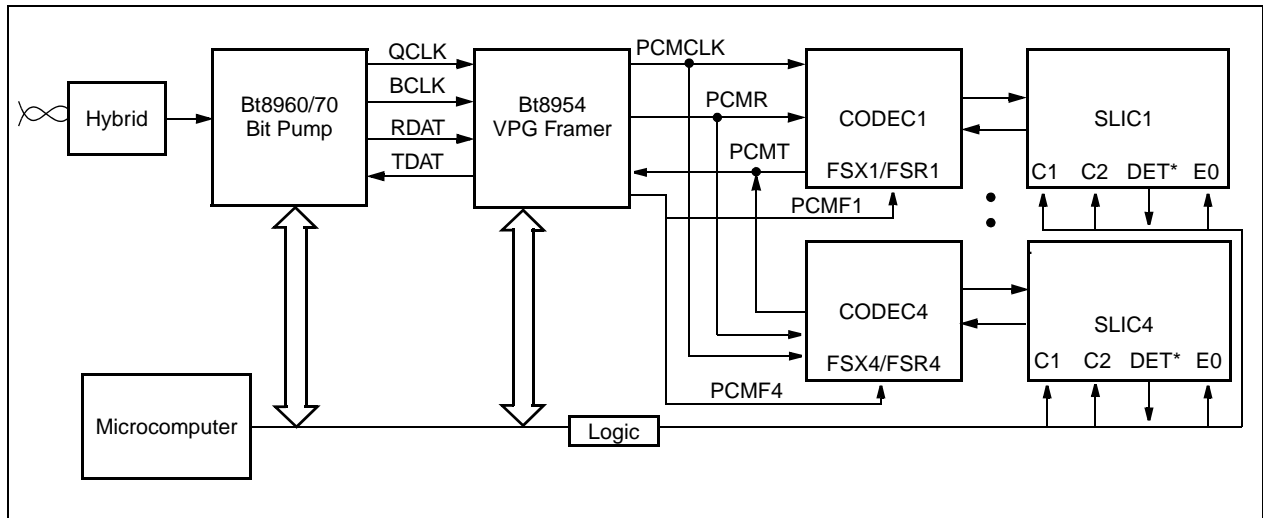 QCLK
BCLK
RDAT
TDAT
Hybrid
Bt8960/70
Bit Pump
Bt8954
VPG Framer
PCMCLK
PCMR
PCMT
PCMF1
CODEC1
FSX1/FSR1
SLIC1
C1 C2 DET* E0
CODEC4
FSX4/FSR4
SLIC4
C1 C2 DET* E0
PCMF4
Microcomputer
Logic